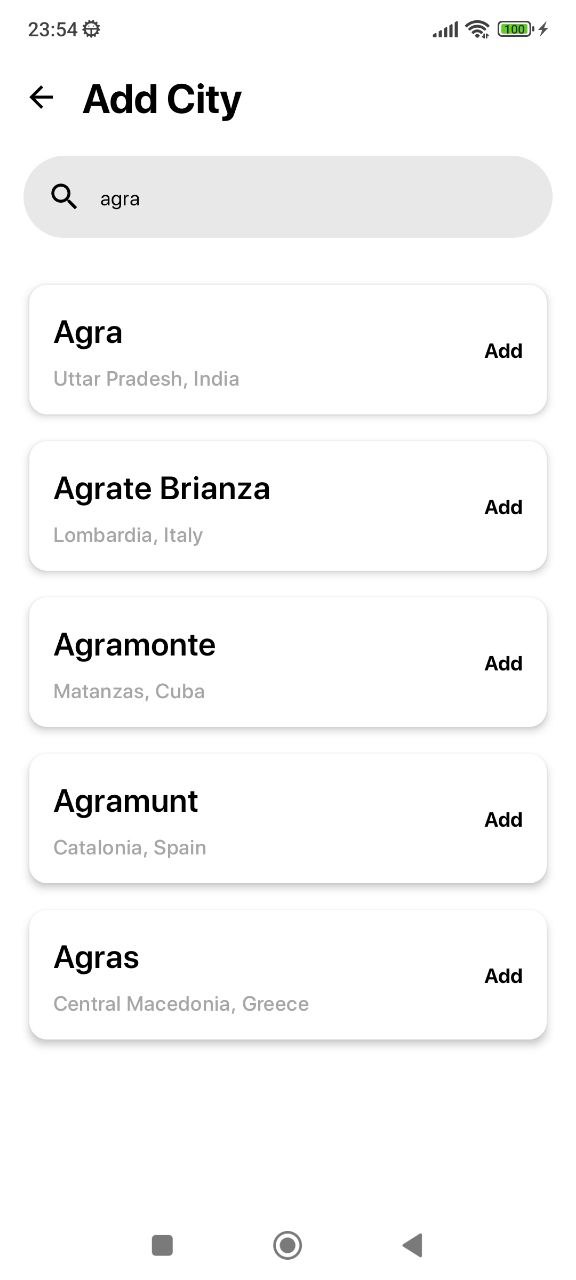 23:54
100
Add City
agra
Agra
Uttar Pradesh, India
Add
Agrate Brianza
Lombardia, Italy
Add
Agramonte
Matanzas, Cuba
Add
Agramunt
Catalonia, Spain
Add
Agras
Central Macedonia, Greece
Add